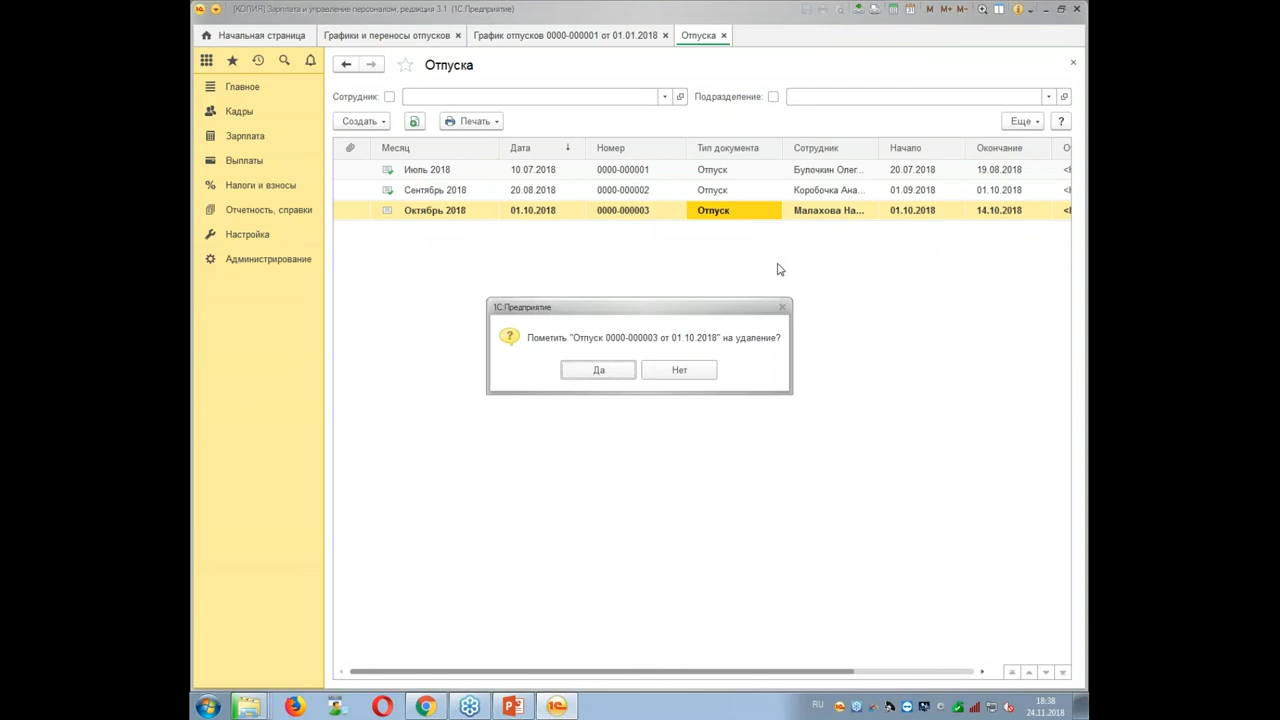 [КОПИЯ] Зарплата и управление персоналом, редакция 3.1 (1С:Предприятие)
M M+ M-
Начальная страница
Графики и переносы отпусков
График отпусков 0000-000001 от 01.01.2018
Отпуска
Отпуска
Главное
Кадры
Зарплата
Выплаты
Налоги и взносы
Отчетность, справки
Настройка
Администрирование
Сотрудник:
Подразделение:
Создать
Печать
Еще
?
Месяц Дата Номер Тип документа Сотрудник Начало Окончание
Июль 2018 10.07.2018 0000-000001 Отпуск Булочкин Олег... 20.07.2018 19.08.2018
Сентябрь 2018 20.08.2018 0000-000002 Отпуск Коробочка Ана... 01.09.2018 01.10.2018
Октябрь 2018 01.10.2018 0000-000003 Отпуск Малахова На... 01.10.2018 14.10.2018
1С:Предприятие
Пометить "Отпуск 0000-000003 от 01.10.2018" на удаление?
Да
Нет
RU
18:38
24.11.2018